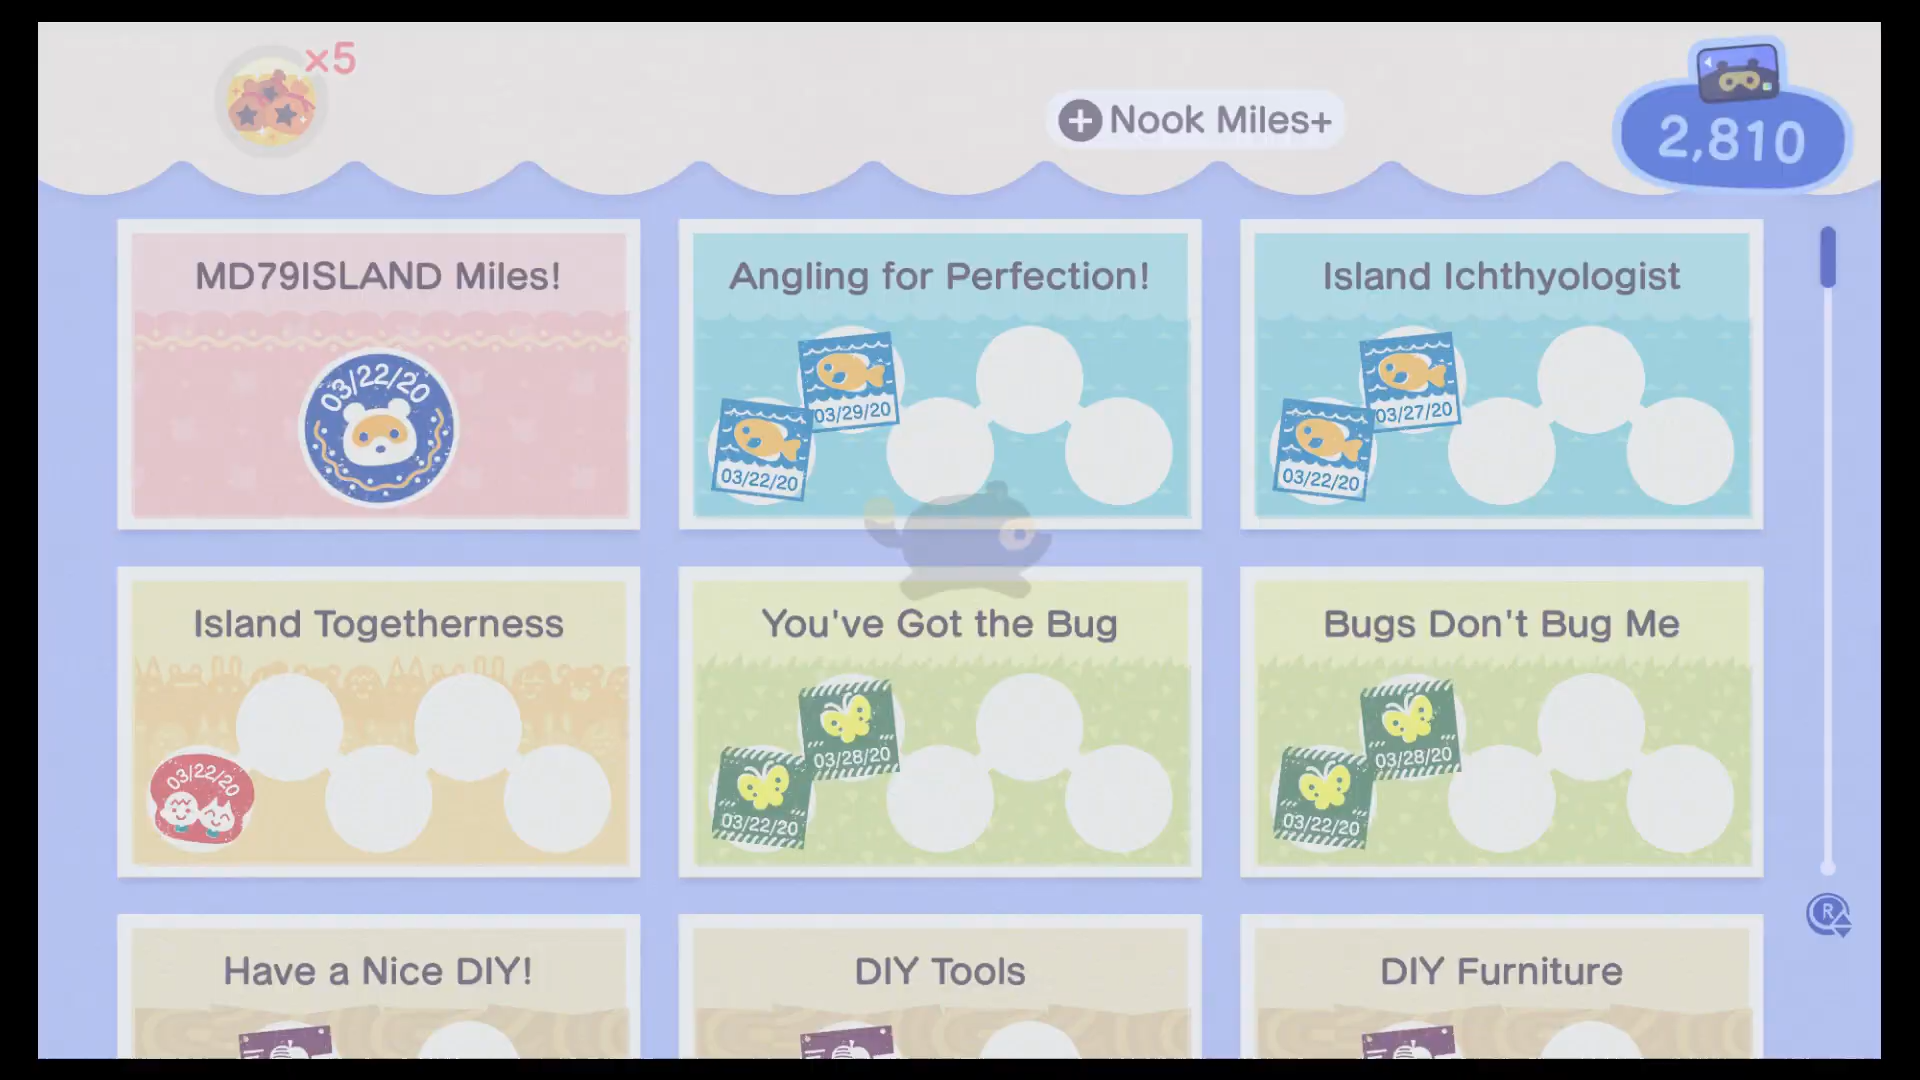 ×5
+ Nook Miles+
2,810
MD79ISLAND Miles!
03/22/20
Angling for Perfection!
03/29/20
03/22/20
Island Ichthyologist
03/27/20
03/22/20
Island Togetherness
03/22/20
You've Got the Bug
03/28/20
03/22/20
Bugs Don't Bug Me
03/28/20
03/22/20
R
Have a Nice DIY!
DIY Tools
DIY Furniture